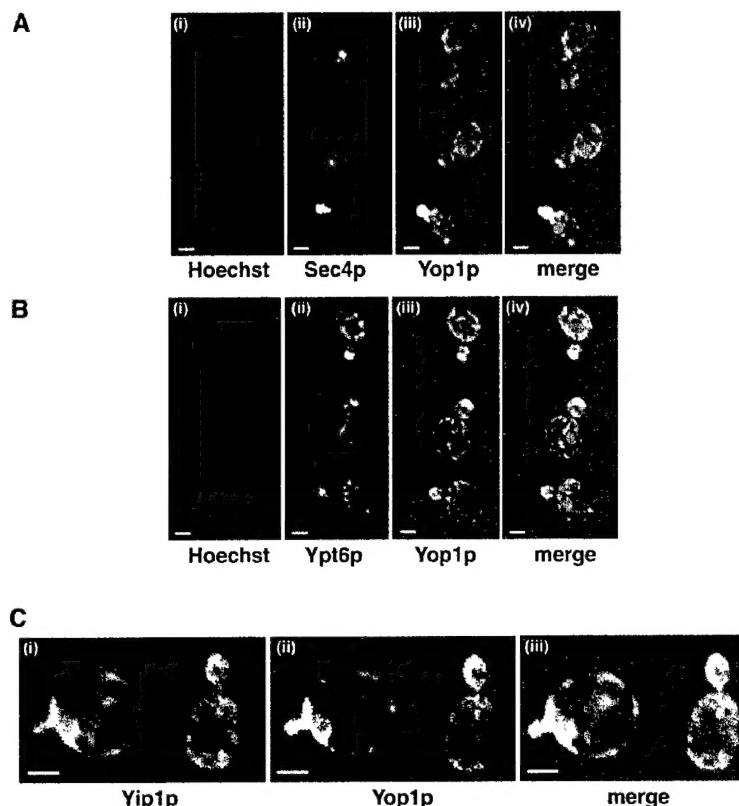 A
(i) (ii) (iii) (iv)
Hoechst Sec4p Yop1p merge
B
(i) (ii) (iii) (iv)
Hoechst Ypt6p Yop1p merge
C
(i) (ii) (iii)
Yip1p Yop1p merge